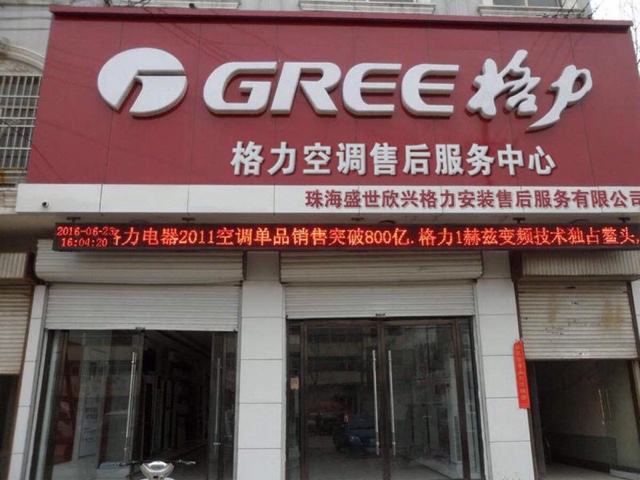 GREE 格力
格力空调售后服务中心
珠海盛世欣兴格力安装售后服务有限公司
2016-06-23
16:04:20
格力电器2011空调单品销售突破800亿.格力1赫兹变频技术独占鳌头,